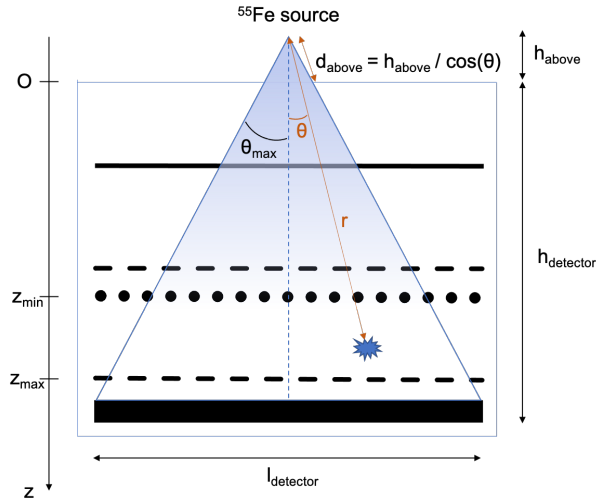 ⁵⁵Fe source
d_above = h_above / cos(θ)
h_above
O
θ_max
θ
r
h_detector
z_min
z_max
l_detector
z